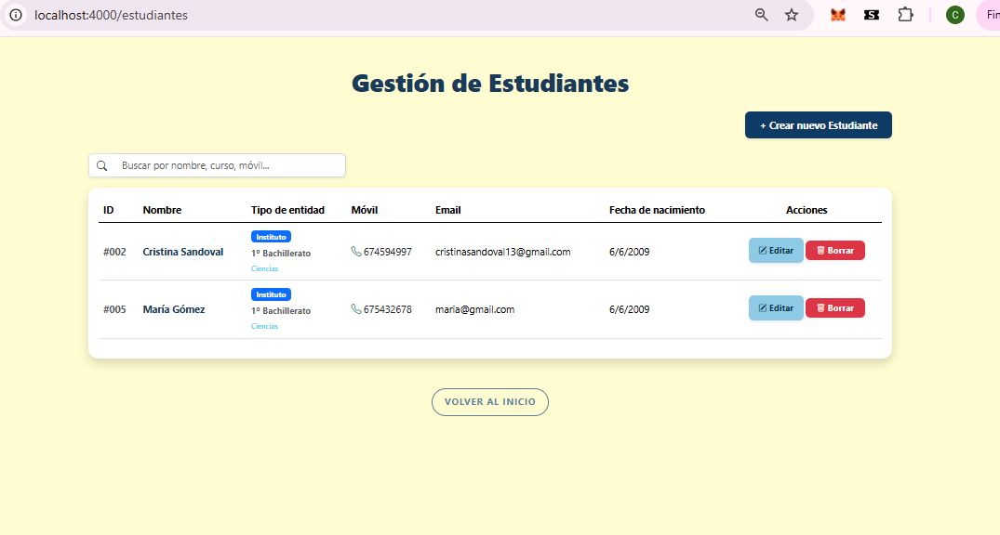 localhost:4000/estudiantes
S
C
Fin
Gestión de Estudiantes
+ Crear nuevo Estudiante
Buscar por nombre, curso, móvil...
ID Nombre Tipo de entidad Móvil Email Fecha de nacimiento Acciones
Instituto
#002 Cristina Sandoval 1º Bachillerato 674594997 cristinasandoval13@gmail.com 6/6/2009 Editar Borrar
Ciencias
Instituto
#005 María Gómez 1º Bachillerato 675432678 maria@gmail.com 6/6/2009 Editar Borrar
Ciencias
VOLVER AL INICIO